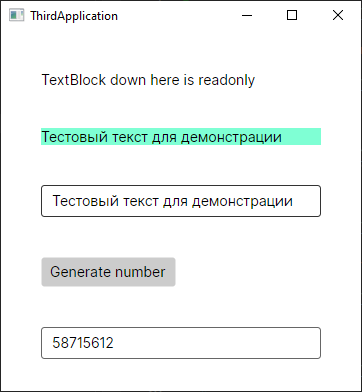 ThirdApplication
TextBlock down here is readonly
Тестовый текст для демонстрации
Тестовый текст для демонстрации
Generate number
58715612